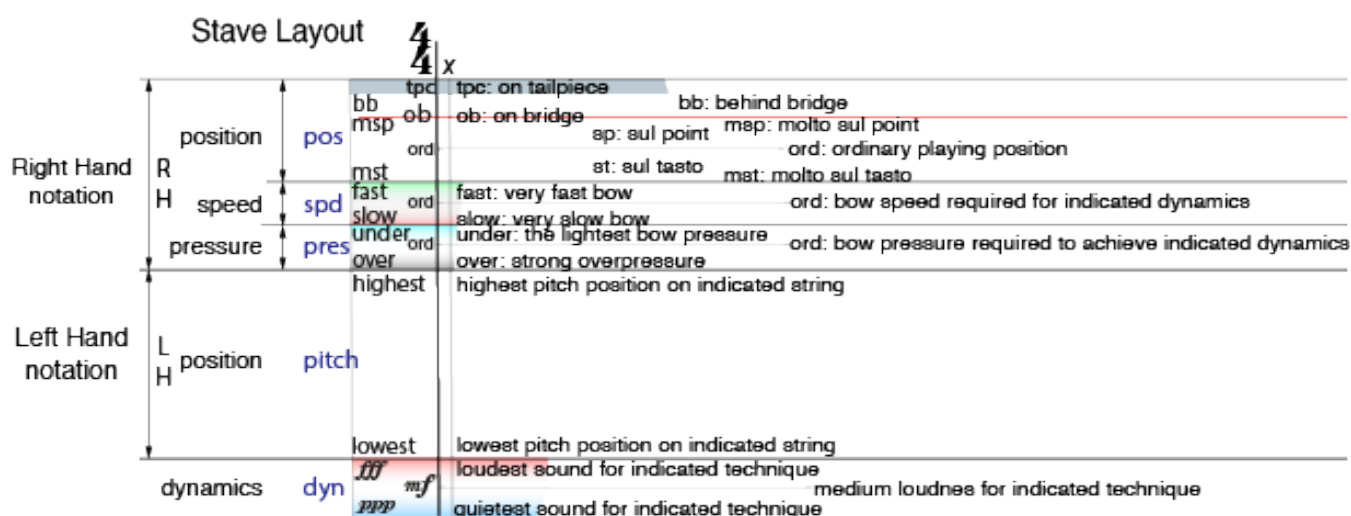 Stave Layout
4
4 x
tpc tpc: on tailpiece
bb bb: behind bridge
ob ob: on bridge
msp sp: sul point msp: molto sul point
Right Hand notation RH position pos ord ord: ordinary playing position
mst st: sul tasto mst: molto sul tasto
fast fast: very fast bow
speed spd ord ord: bow speed required for indicated dynamics
slow slow: very slow bow
under under: the lightest bow pressure
pressure pres ord ord: bow pressure required to achieve indicated dynamics
over over: strong overpressure
highest highest pitch position on indicated string
Left Hand notation LH position pitch
lowest lowest pitch position on indicated string
fff loudest sound for indicated technique
dynamics dyn mf medium loudnes for indicated technique
ppp quietest sound for indicated technique